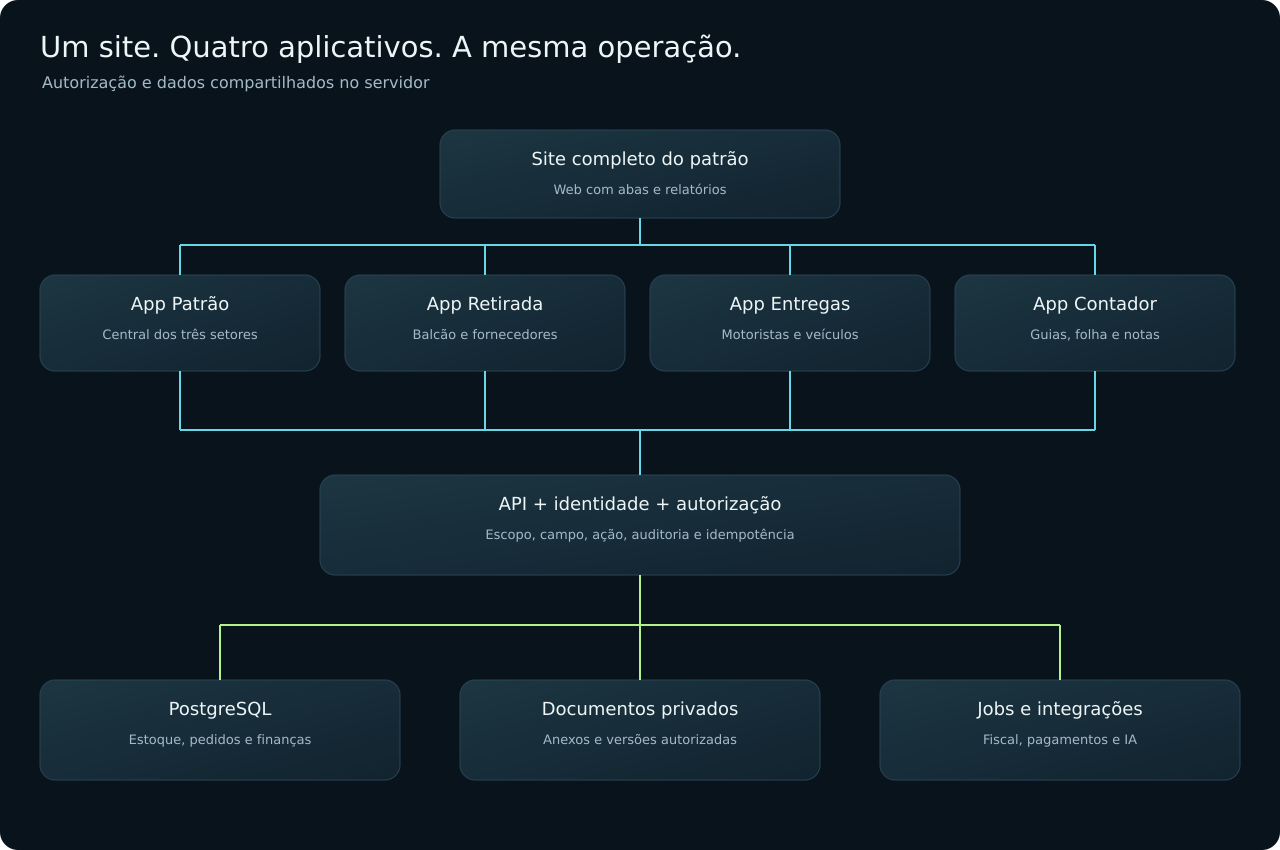 Um site. Quatro aplicativos. A mesma operação.
Autorização e dados compartilhados no servidor
Site completo do patrão
Web com abas e relatórios
App Patrão
Central dos três setores
App Retirada
Balcão e fornecedores
App Entregas
Motoristas e veículos
App Contador
Guias, folha e notas
API + identidade + autorização
Escopo, campo, ação, auditoria e idempotência
PostgreSQL
Estoque, pedidos e finanças
Documentos privados
Anexos e versões autorizadas
Jobs e integrações
Fiscal, pagamentos e IA